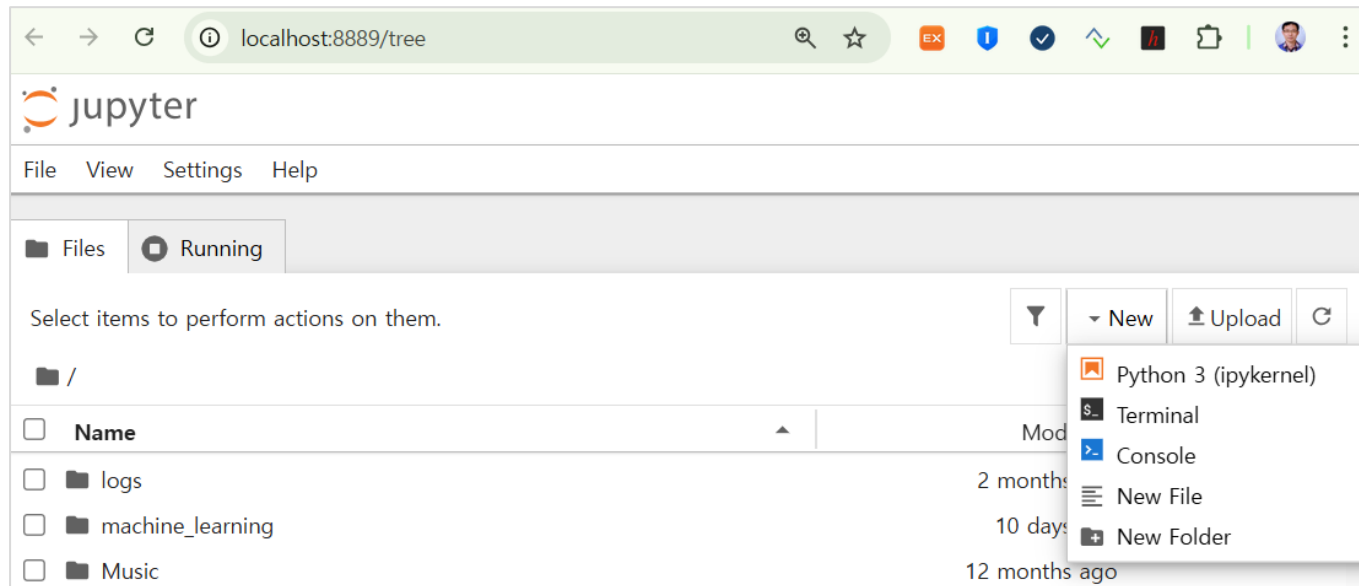 localhost:8889/tree
EX
h
jupyter
File View Settings Help
Files Running
Select items to perform actions on them.
New Upload
/
Python 3 (ipykernel)
$_ Terminal
>_ Console
New File
New Folder
Name Mod
logs 2 months
machine_learning 10 days
Music 12 months ago